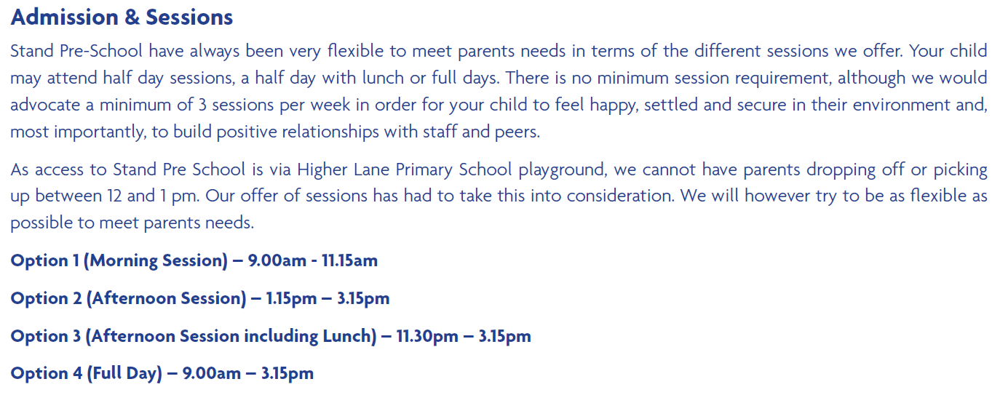 Admission & Sessions
Stand Pre-School have always been very flexible to meet parents needs in terms of the different sessions we offer. Your child
may attend half day sessions, a half day with lunch or full days. There is no minimum session requirement, although we would
advocate a minimum of 3 sessions per week in order for your child to feel happy, settled and secure in their environment and,
most importantly, to build positive relationships with staff and peers.
As access to Stand Pre School is via Higher Lane Primary School playground, we cannot have parents dropping off or picking
up between 12 and 1 pm. Our offer of sessions has had to take this into consideration. We will however try to be as flexible as
possible to meet parents needs.
Option 1 (Morning Session) – 9.00am - 11.15am
Option 2 (Afternoon Session) – 1.15pm – 3.15pm
Option 3 (Afternoon Session including Lunch) – 11.30pm – 3.15pm
Option 4 (Full Day) – 9.00am – 3.15pm